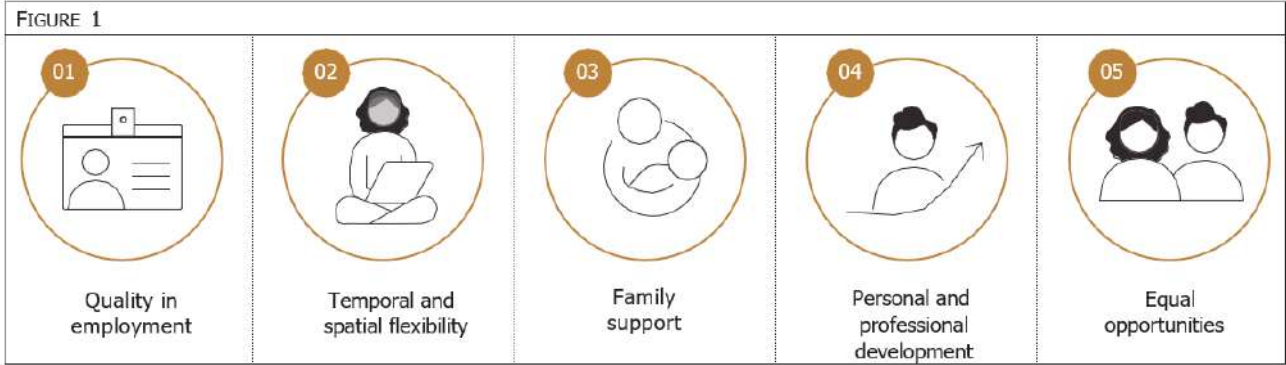 FIGURE 1
01
02
03
04
05
Quality in
employment
Temporal and
spatial flexibility
Family
support
Personal and
professional
development
Equal
opportunities